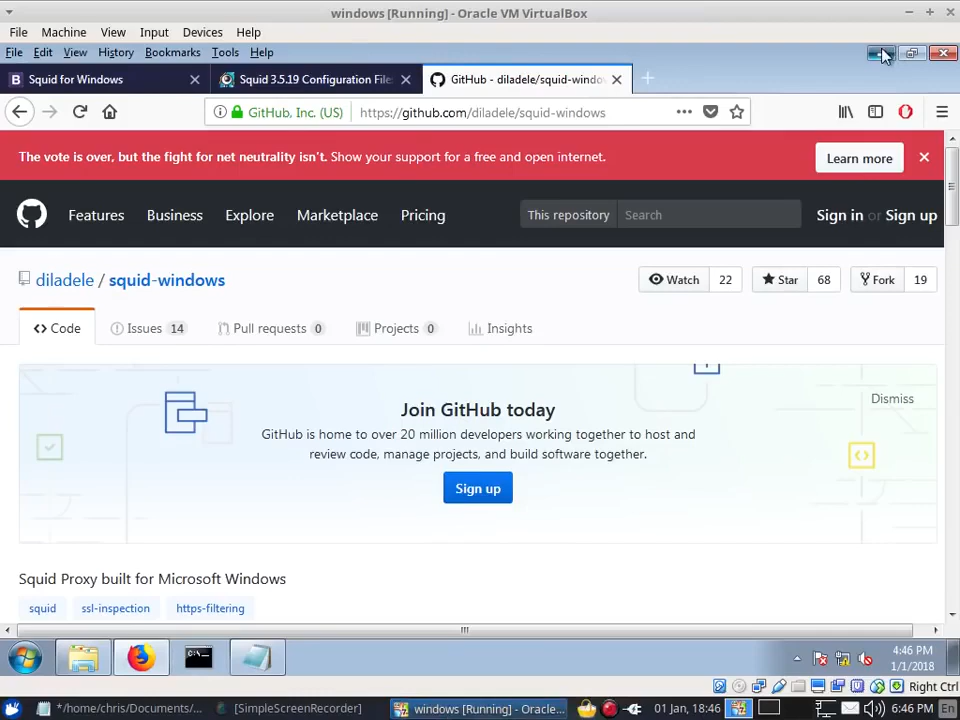 windows [Running] - Oracle VM VirtualBox
File Machine View Input Devices Help
File Edit View History Bookmarks Tools Help
Squid for Windows
Squid 3.5.19 Configuration File
GitHub - diladele/squid-windo
GitHub, Inc. (US) https://github.com/diladele/squid-windows
The vote is over, but the fight for net neutrality isn't. Show your support for a free and open internet.
Learn more
Features Business Explore Marketplace Pricing
This repository Search
Sign in or Sign up
diladele / squid-windows
Watch 22 Star 68 Fork 19
Code Issues 14 Pull requests 0 Projects 0 Insights
Join GitHub today
Dismiss
GitHub is home to over 20 million developers working together to host and
review code, manage projects, and build software together.
Sign up
Squid Proxy built for Microsoft Windows
squid ssl-inspection https-filtering
4:46 PM
1/1/2018
Right Ctrl
*/home/chris/Documents/... [SimpleScreenRecorder] windows [Running] - Oracle... 01 Jan, 18:46 6:46 PM En